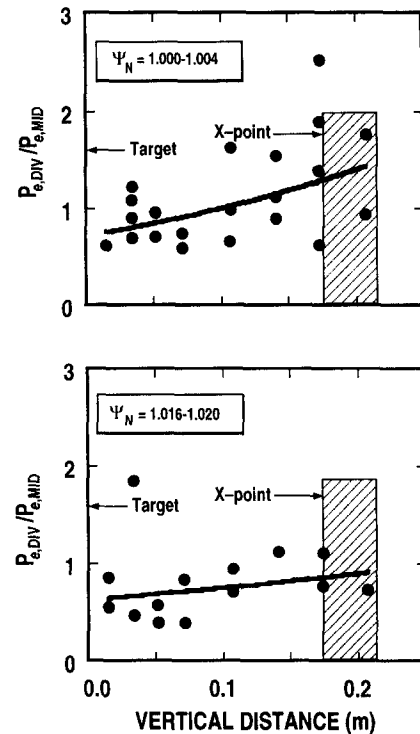 3
Ψ_N = 1.000-1.004
2
X–point
Target
P_e,DIV/P_e,MID
1
0
3
Ψ_N = 1.016-1.020
2
X–point
Target
P_e,DIV/P_e,MID
1
0
0.0 0.1 0.2
VERTICAL DISTANCE (m)